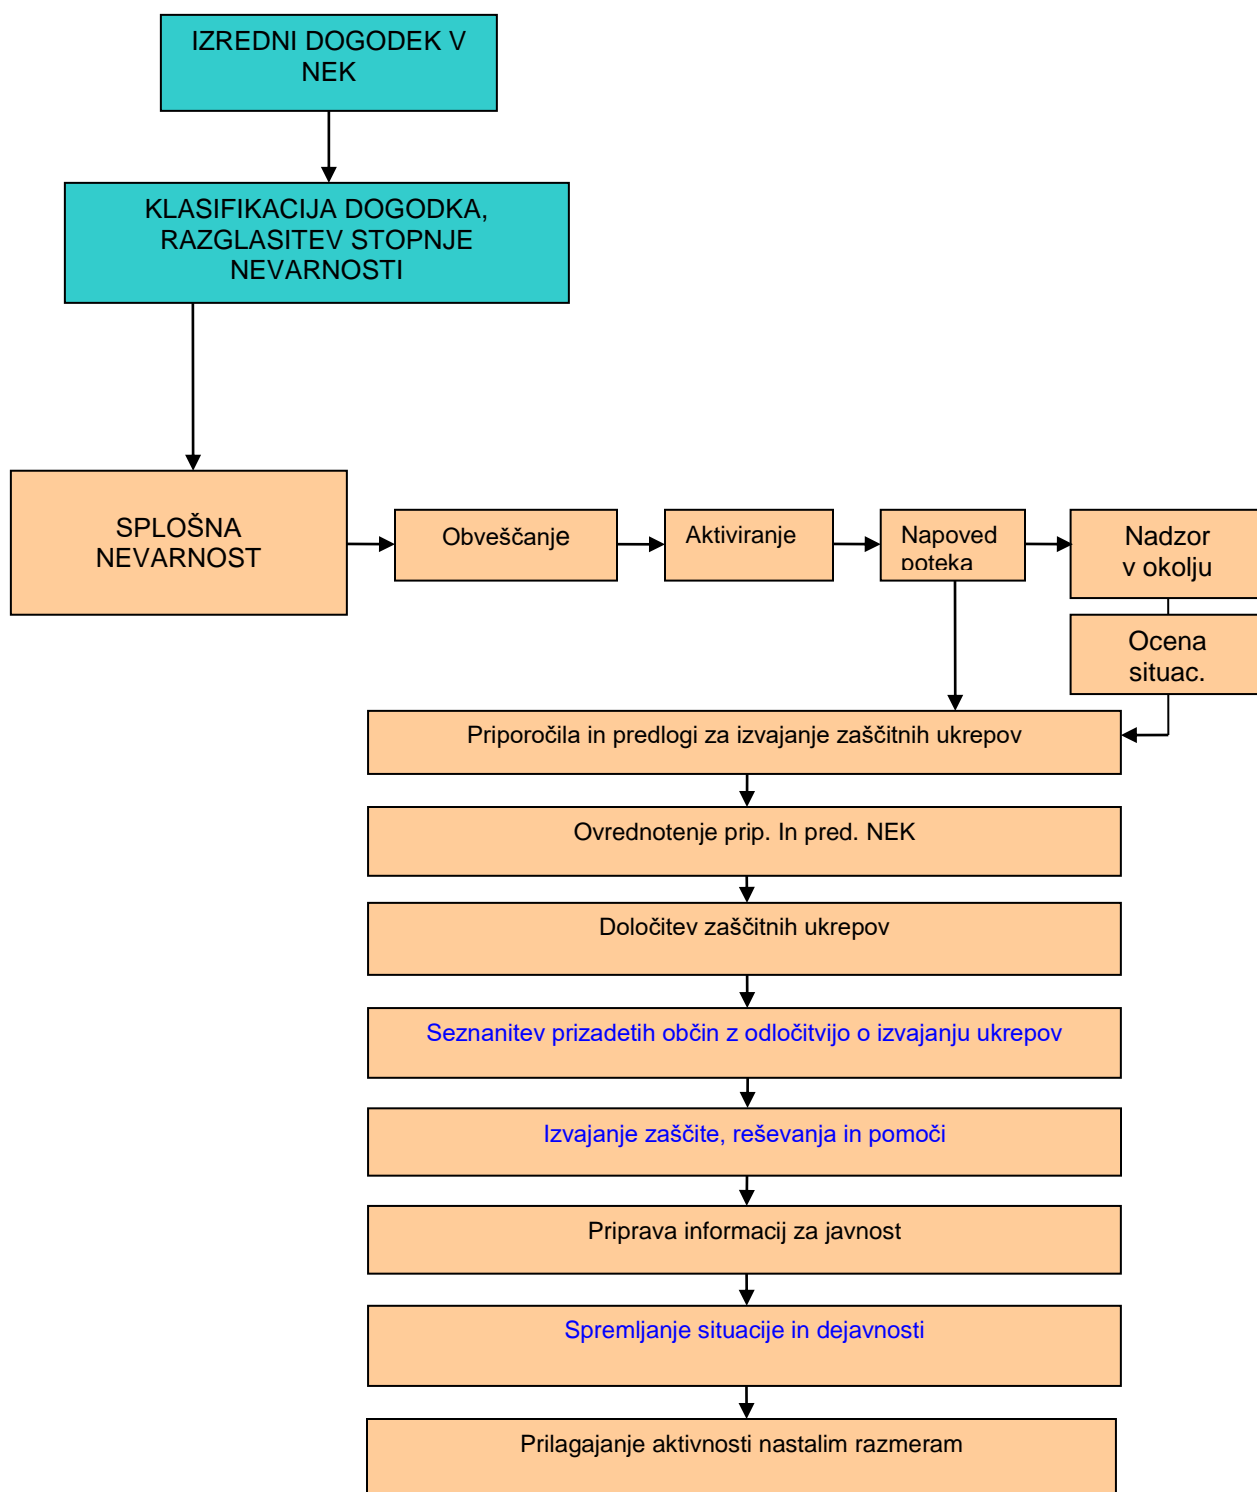 IZREDNI DOGODEK V
NEK
KLASIFIKACIJA DOGODKA,
RAZGLASITEV STOPNJE
NEVARNOSTI
SPLOŠNA
NEVARNOST
Obveščanje
Aktiviranje
Napoved
poteka
Nadzor
v okolju
Ocena
situac.
Priporočila in predlogi za izvajanje zaščitnih ukrepov
Ovrednotenje prip. In pred. NEK
Določitev zaščitnih ukrepov
Seznanitev prizadetih občin z odločitvijo o izvajanju ukrepov
Izvajanje zaščite, reševanja in pomoči
Priprava informacij za javnost
Spremljanje situacije in dejavnosti
Prilagajanje aktivnosti nastalim razmeram